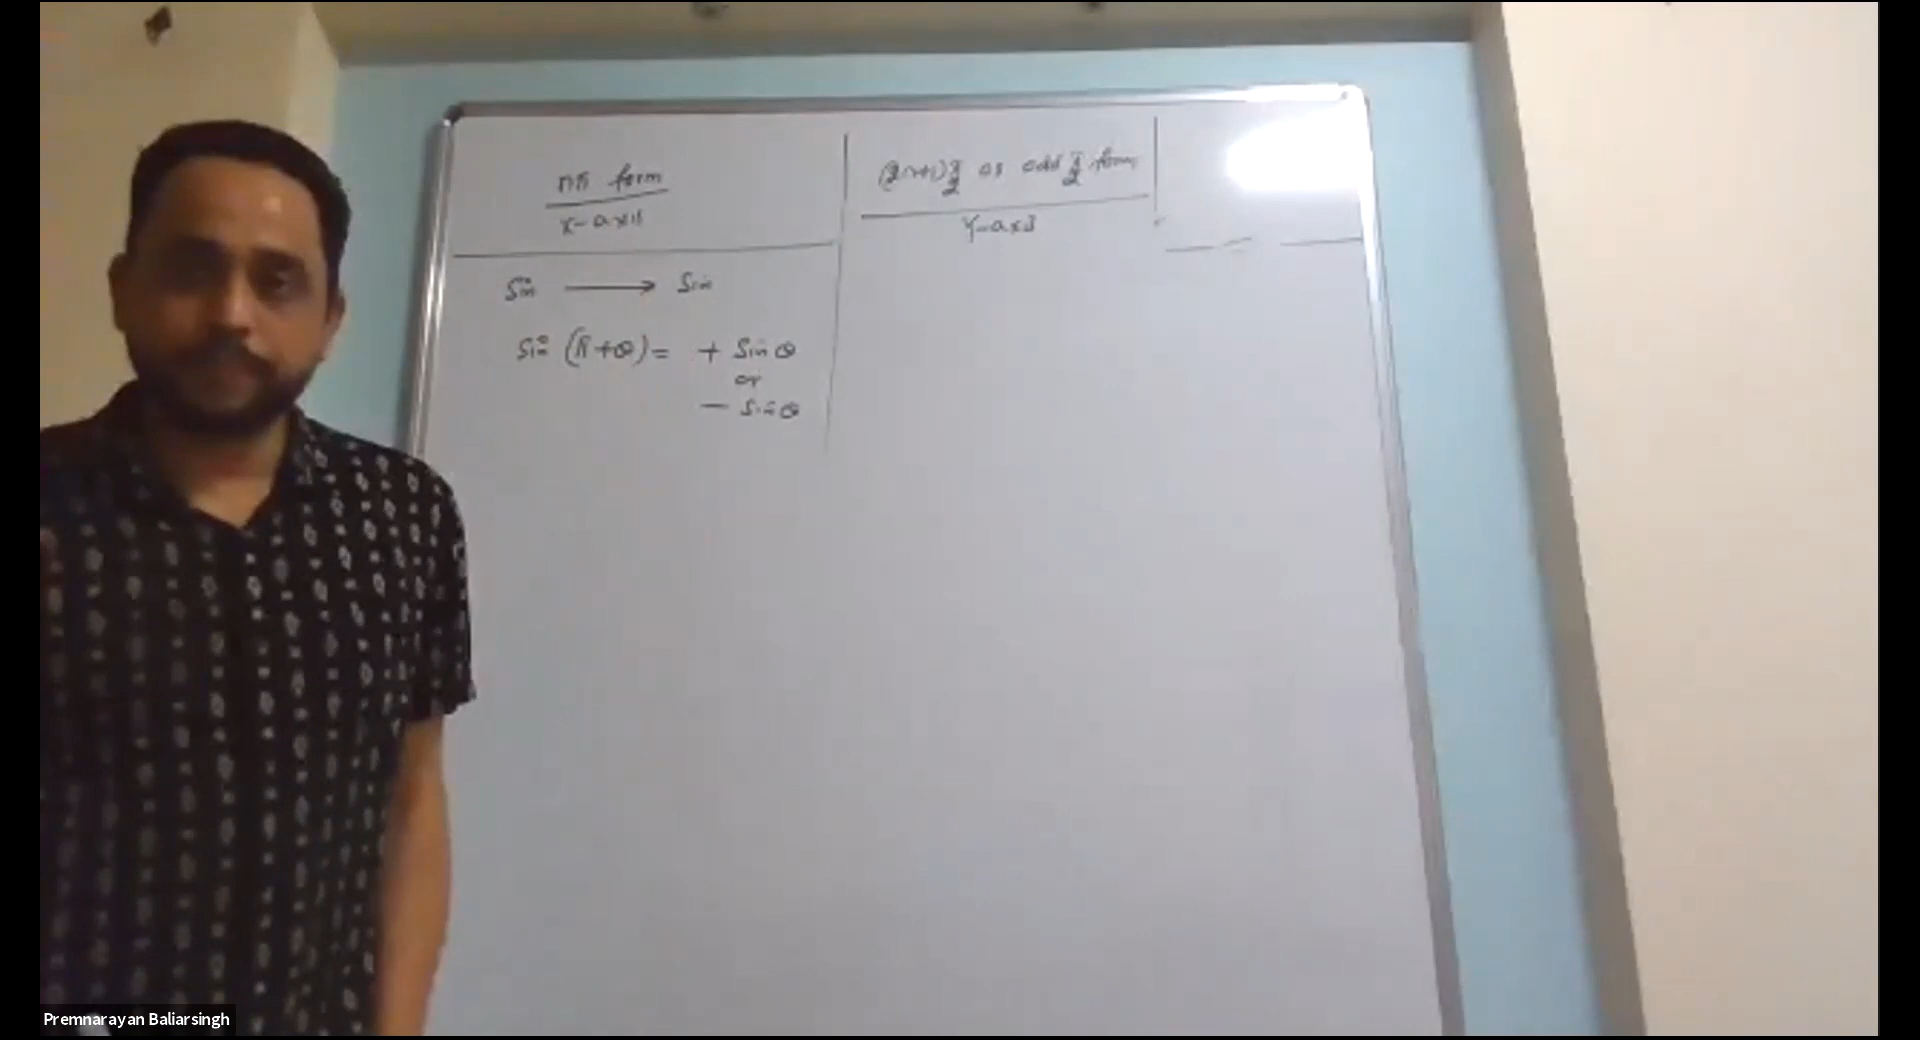 nπ form
x-axis
(2n+1)π/2 or odd π/2 form
Y-axis
Sin ⟶ Sin
Sin (π+θ) = + Sin θ
or
- Sin θ
Premnarayan Baliarsingh